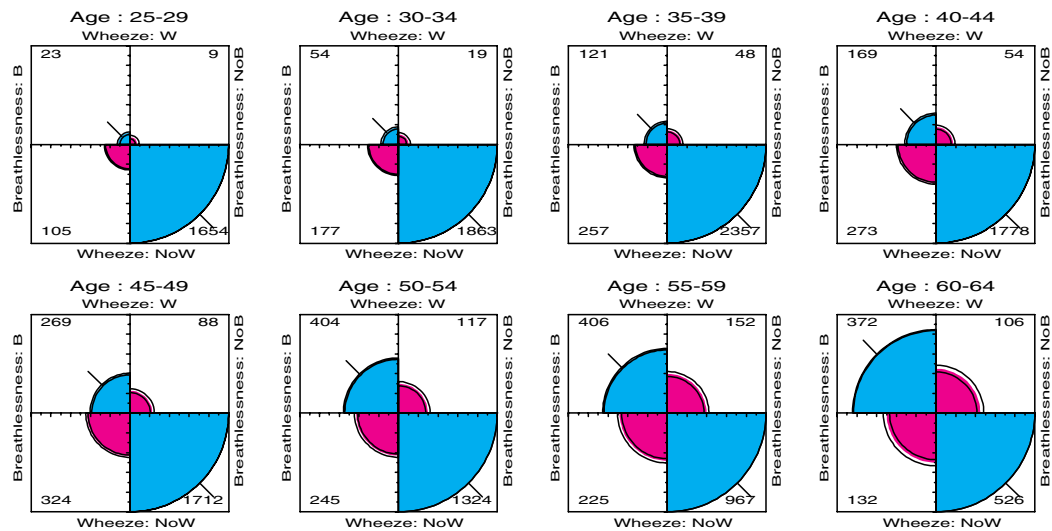 Age : 25-29
Wheeze: W
Breathlessness: B
23 9
105 1654
Breathlessness: NoB
Wheeze: NoW
Age : 30-34
Wheeze: W
Breathlessness: B
54 19
177 1863
Breathlessness: NoB
Wheeze: NoW
Age : 35-39
Wheeze: W
Breathlessness: B
121 48
257 2357
Breathlessness: NoB
Wheeze: NoW
Age : 40-44
Wheeze: W
Breathlessness: B
169 54
273 1778
Breathlessness: NoB
Wheeze: NoW
Age : 45-49
Wheeze: W
Breathlessness: B
269 88
324 1712
Breathlessness: NoB
Wheeze: NoW
Age : 50-54
Wheeze: W
Breathlessness: B
404 117
245 1324
Breathlessness: NoB
Wheeze: NoW
Age : 55-59
Wheeze: W
Breathlessness: B
406 152
225 967
Breathlessness: NoB
Wheeze: NoW
Age : 60-64
Wheeze: W
Breathlessness: B
372 106
132 526
Breathlessness: NoB
Wheeze: NoW